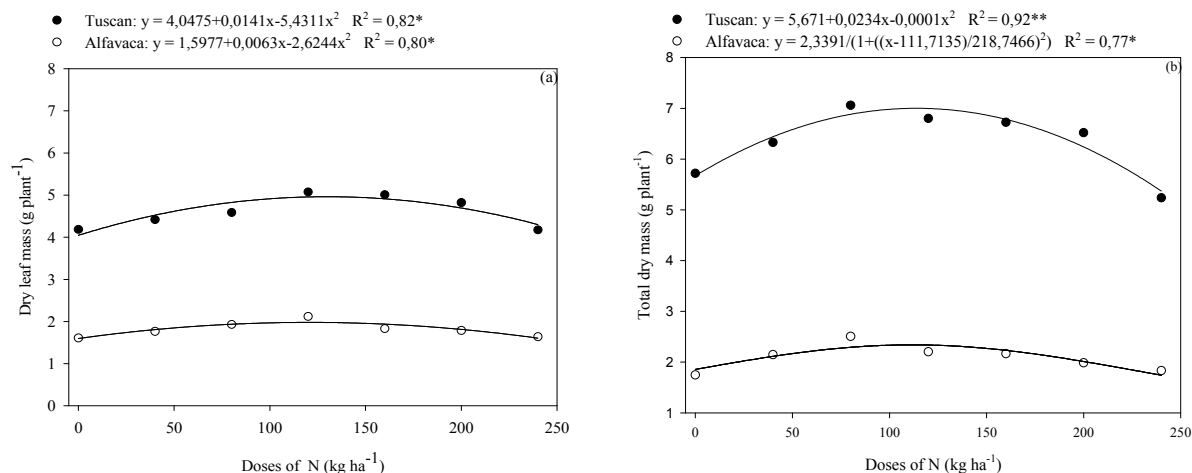 Tuscan: y = 4,0475+0,0141x-5,4311x² R² = 0,82*
Alfavaca: y = 1,5977+0,0063x-2,6244x² R² = 0,80*
(a)
8
7
6
5
4
3
2
1
0
Dry leaf mass (g plant⁻¹)
0 50 100 150 200 250
Doses of N (kg ha⁻¹)
Tuscan: y = 5,671+0,0234x-0,0001x² R² = 0,92**
Alfavaca: y = 2,3391/(1+((x-111,7135)/218,7466)²) R² = 0,77*
(b)
8
7
6
5
4
3
2
1
Total dry mass (g plant⁻¹)
0 50 100 150 200 250
Doses of N (kg ha⁻¹)